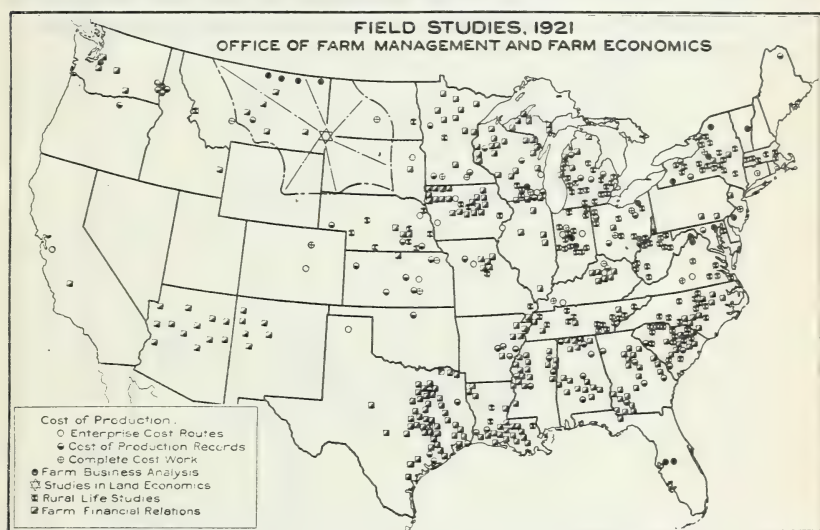 FIELD STUDIES, 1921
OFFICE OF FARM MANAGEMENT AND FARM ECONOMICS
Cost of Production.
Enterprise Cost Routes
Cost of Production Records
Complete Cost Work
Farm Business Analysis
Studies in Land Economics
Rural Life Studies
Farm Financial Relations